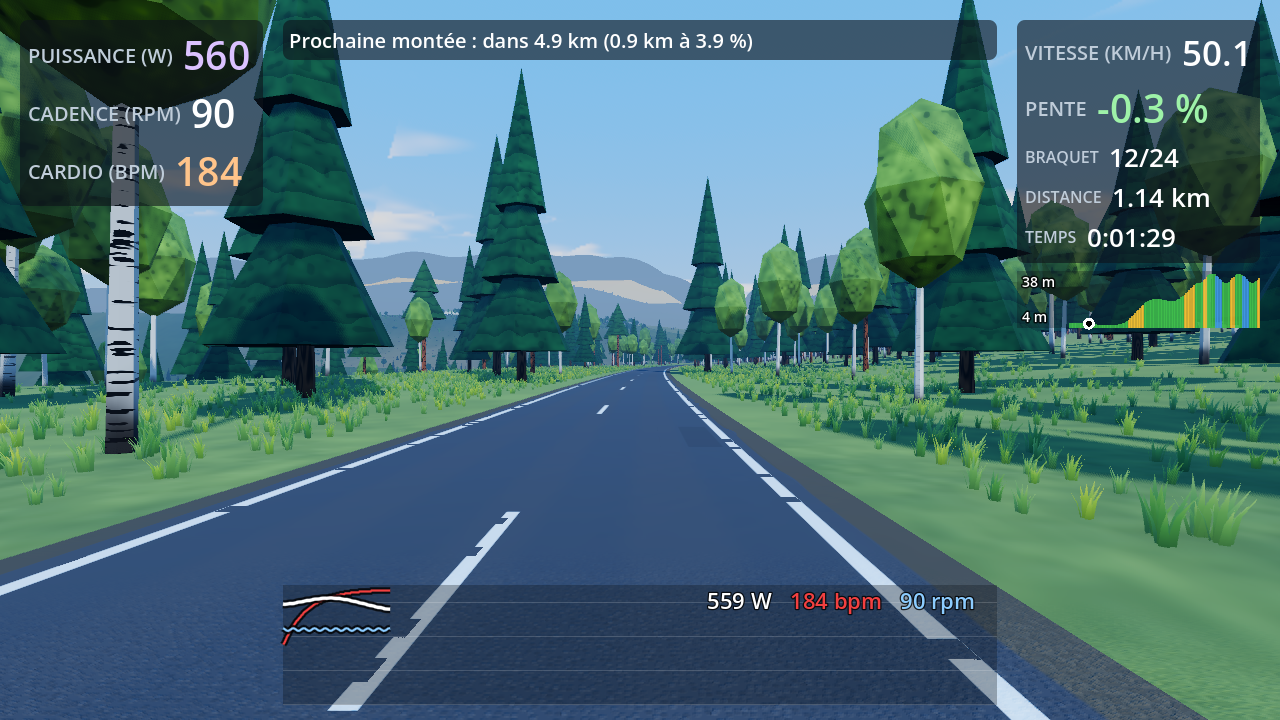 PUISSANCE (W) 560
CADENCE (RPM) 90
CARDIO (BPM) 184
Prochaine montée : dans 4.9 km (0.9 km à 3.9 %)
VITESSE (KM/H) 50.1
PENTE -0.3 %
BRAQUET 12/24
DISTANCE 1.14 km
TEMPS 0:01:29
38 m
4 m
559 W 184 bpm 90 rpm